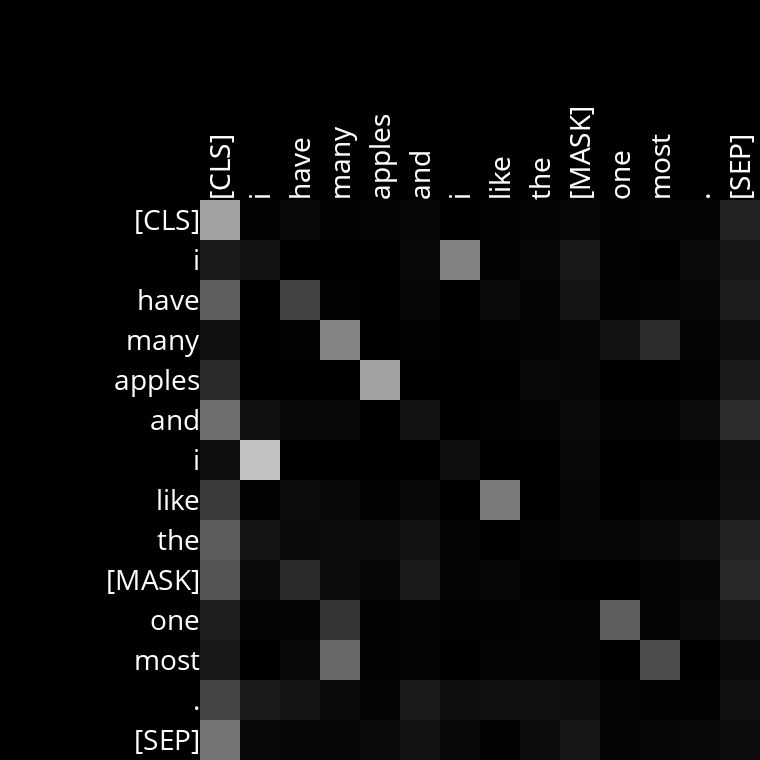 [CLS] i have many apples and i like the [MASK] one most . [SEP]
[CLS]
i
have
many
apples
and
i
like
the
[MASK]
one
most
.
[SEP]